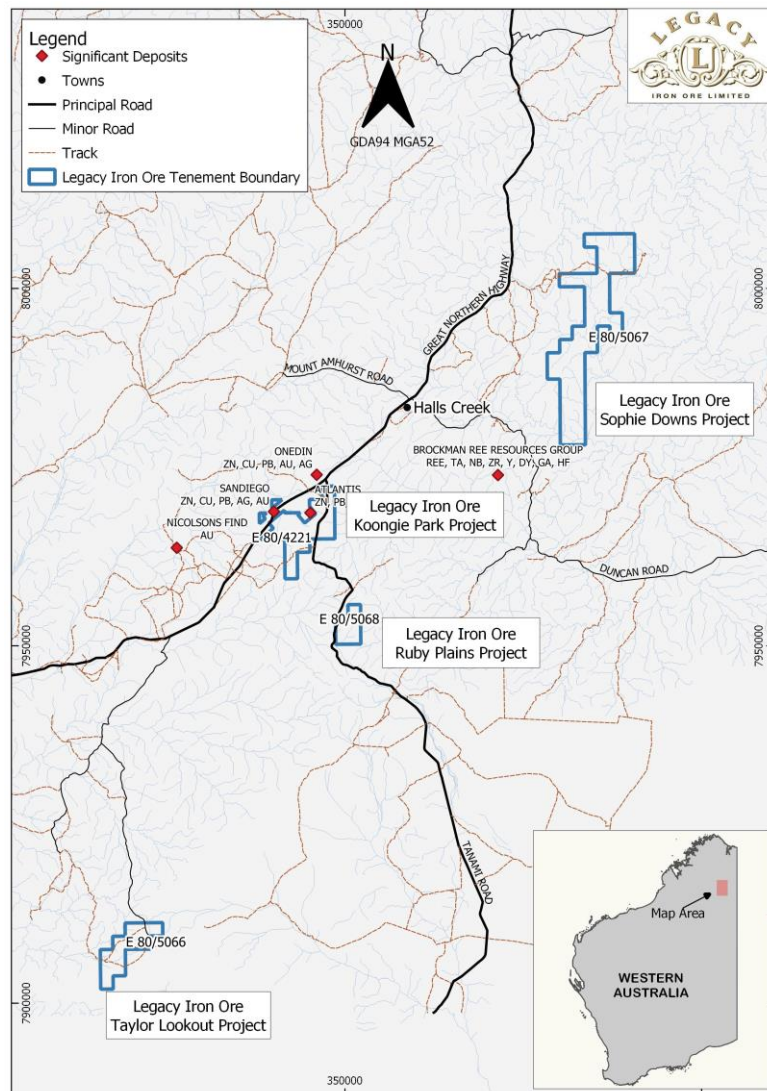 350000
Legend
Significant Deposits
Towns
Principal Road
Minor Road
Track
Legacy Iron Ore Tenement Boundary
N
GDA94 MGA52
LEGACY
LJ
IRON ORE LIMITED
8000000
8000000
GREAT NORTHERN HIGHWAY
E 80/5067
MOUNT AMHURST ROAD
Legacy Iron Ore
Sophie Downs Project
Halls Creek
ONEDIN
ZN, CU, PB, AU, AG
BROCKMAN REE RESOURCES GROUP
REE, TA, NB, ZR, Y, DY, GA, HF
SANDIEGO
ZN, CU, PB, AG, AU
ATLANTIS
ZN, PB
Legacy Iron Ore
Koongie Park Project
NICOLSONS FIND
AU
E 80/4221
DUNCAN ROAD
E 80/5068
Legacy Iron Ore
Ruby Plains Project
7950000
7950000
TANAMI ROAD
Map Area
E 80/5066
WESTERN
AUSTRALIA
Legacy Iron Ore
Taylor Lookout Project
7900000
350000